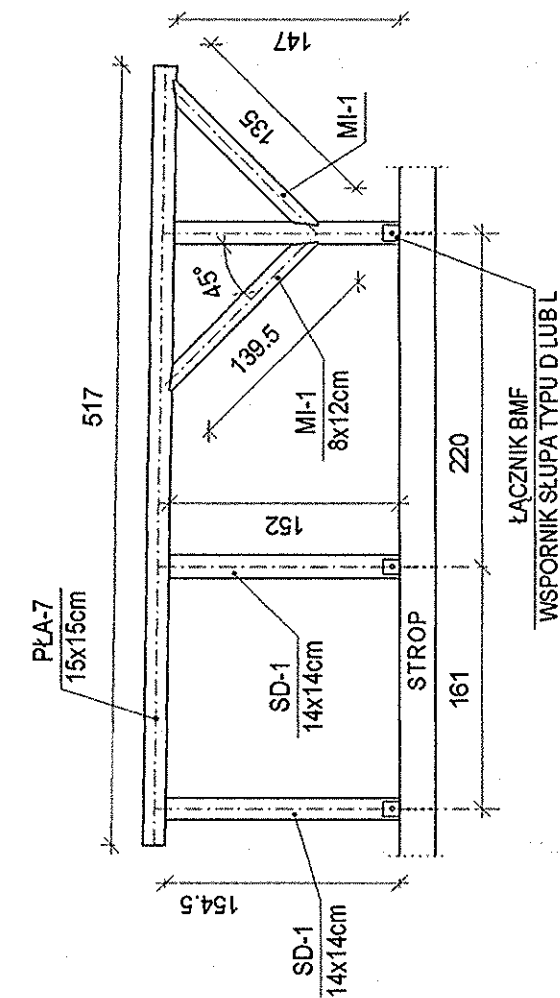 517
PŁA-7
15x15cm
147
135
MI-1
45°
139.5
MI-1
8x12cm
152
SD-1
14x14cm
154.5
SD-1
14x14cm
STROP
161
220
ŁĄCZNIK BMF
WSPORNIK SŁUPA TYPU D LUB L